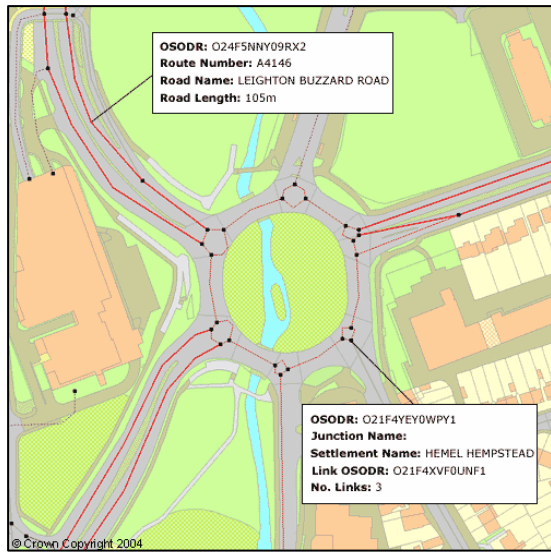 OSODR: O24F5NNY09RX2
Route Number: A4146
Road Name: LEIGHTON BUZZARD ROAD
Road Length: 105m
OSODR: O21F4YEY0WPY1
Junction Name:
Settlement Name: HEMEL HEMPSTEAD
Link OSODR: O21F4XVF0UNF1
No. Links: 3
© Crown Copyright 2004